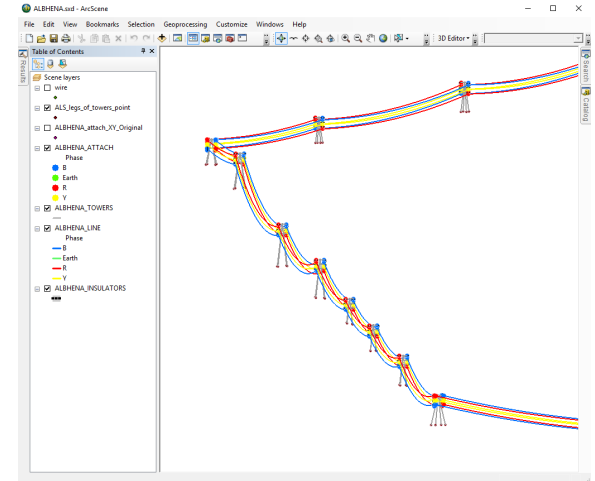 ALBHENA.sxd - ArcScene
File Edit View Bookmarks Selection Geoprocessing Customize Windows Help
3D Editor
Table of Contents
Scene layers
wire
ALS_legs_of_towers_point
ALBHENA_attach_XY_Original
ALBHENA_ATTACH
Phase
B
Earth
R
Y
ALBHENA_TOWERS
ALBHENA_LINE
Phase
B
Earth
R
Y
ALBHENA_INSULATORS
Results
Search
Catalog